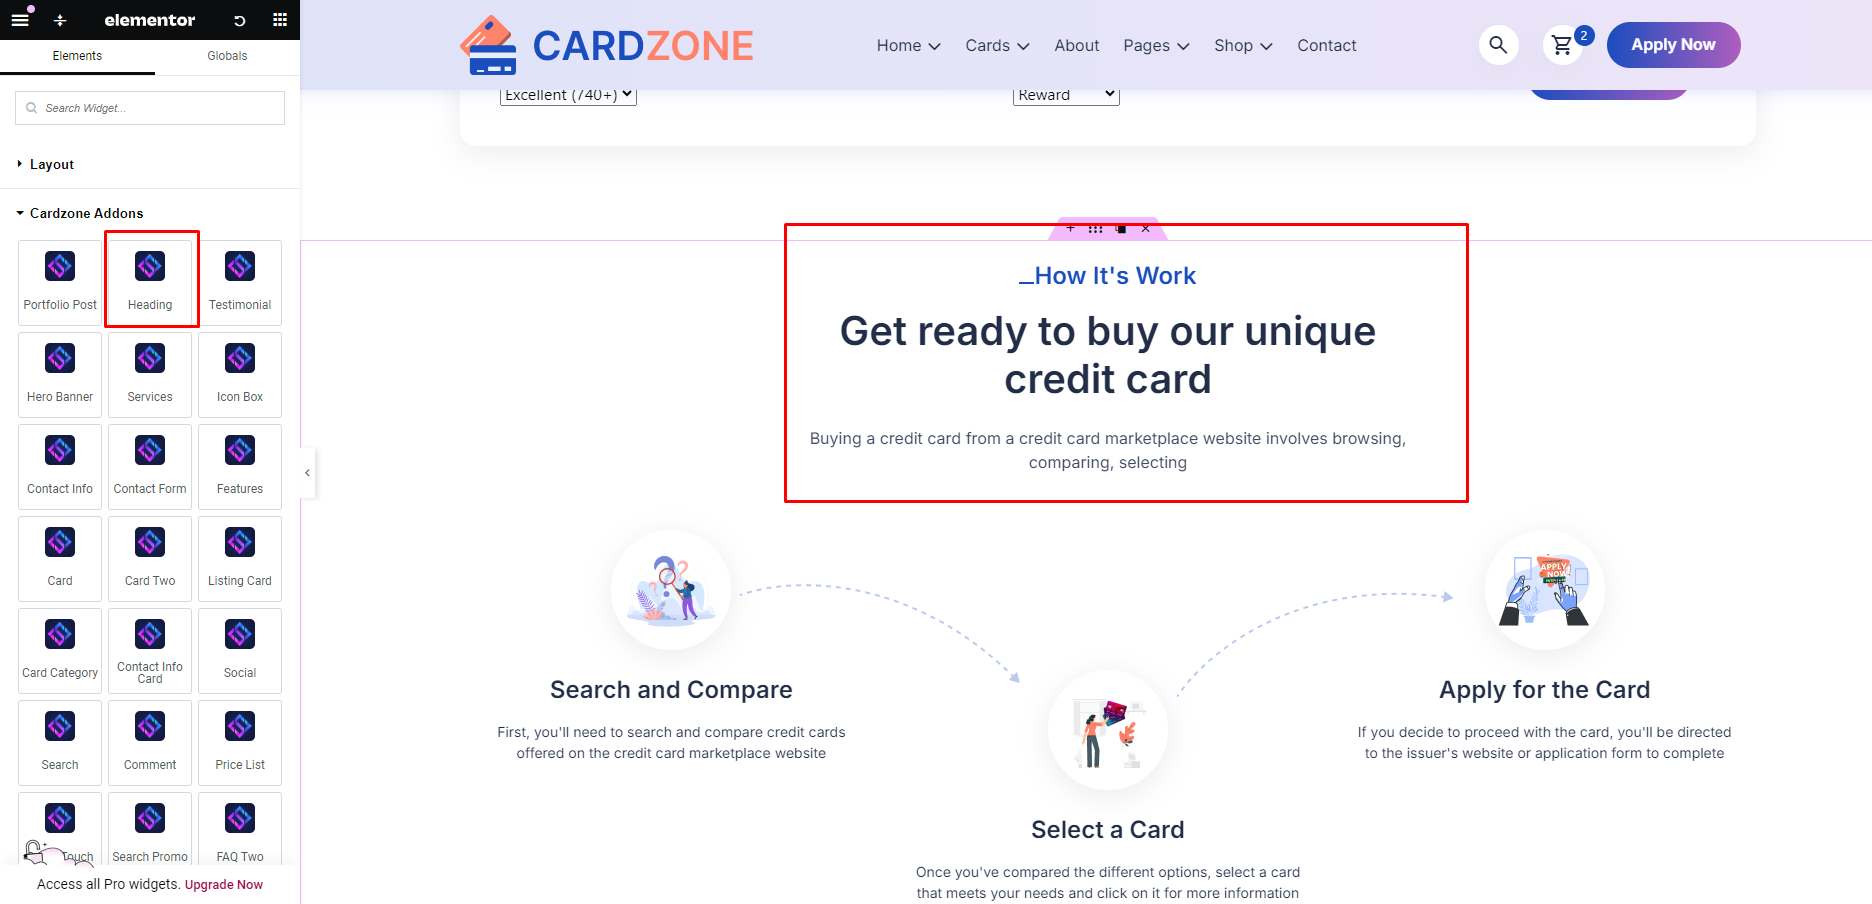 elementor
Elements
Globals
Search Widget...
Layout
Cardzone Addons
Portfolio Post
Heading
Testimonial
Hero Banner
Services
Icon Box
Contact Info
Contact Form
Features
Card
Card Two
Listing Card
Card Category
Contact Info
Card
Social
Search
Comment
Price List
Touch
Search Promo
FAQ Two
Access all Pro widgets. Upgrade Now
CARDZONE
Home
Cards
About
Pages
Shop
Contact
2
Apply Now
Excellent (740+)
Reward
How It's Work
Get ready to buy our unique
credit card
Buying a credit card from a credit card marketplace website involves browsing,
comparing, selecting
Search and Compare
First, you'll need to search and compare credit cards
offered on the credit card marketplace website
APPLY
NOW
Select a Card
Once you've compared the different options, select a card
that meets your needs and click on it for more information
Apply for the Card
If you decide to proceed with the card, you'll be directed
to the issuer's website or application form to complete